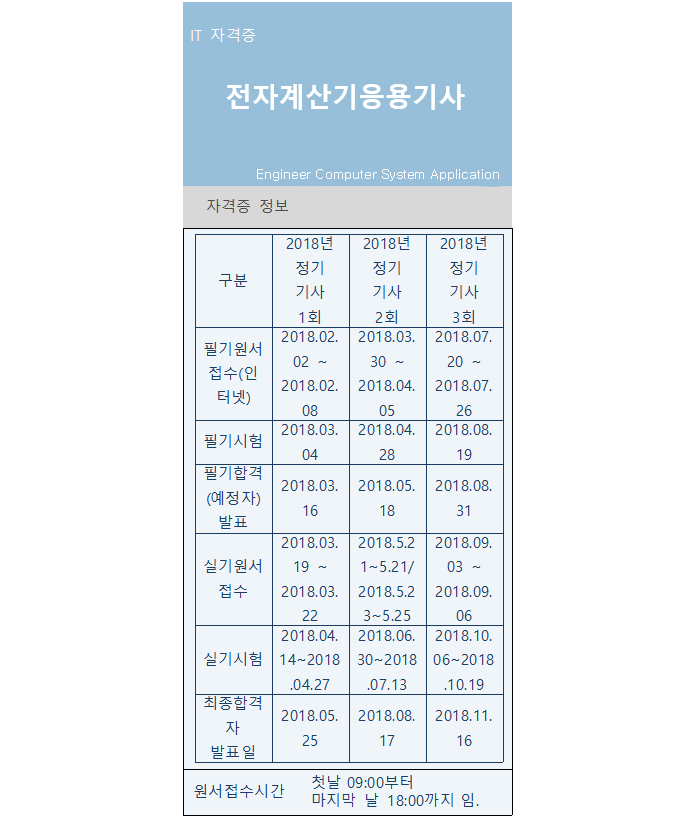 IT 자격증
전자계산기응용기사
Engineer Computer System Application
자격증 정보
구분
2018년
정기
기사
1회
2018년
정기
기사
2회
2018년
정기
기사
3회
필기원서
접수(인
터넷)
2018.02.
02 ~
2018.02.
08
2018.03.
30 ~
2018.04.
05
2018.07.
20 ~
2018.07.
26
필기시험
2018.03.
04
2018.04.
28
2018.08.
19
필기합격
(예정자)
발표
2018.03.
16
2018.05.
18
2018.08.
31
실기원서
접수
2018.03.
19 ~
2018.03.
22
2018.5.2
1~5.21/
2018.5.2
3~5.25
2018.09.
03 ~
2018.09.
06
실기시험
2018.04.
14~2018
.04.27
2018.06.
30~2018
.07.13
2018.10.
06~2018
.10.19
최종합격
자
발표일
2018.05.
25
2018.08.
17
2018.11.
16
원서접수시간
첫날 09:00부터
마지막 날 18:00까지 임.